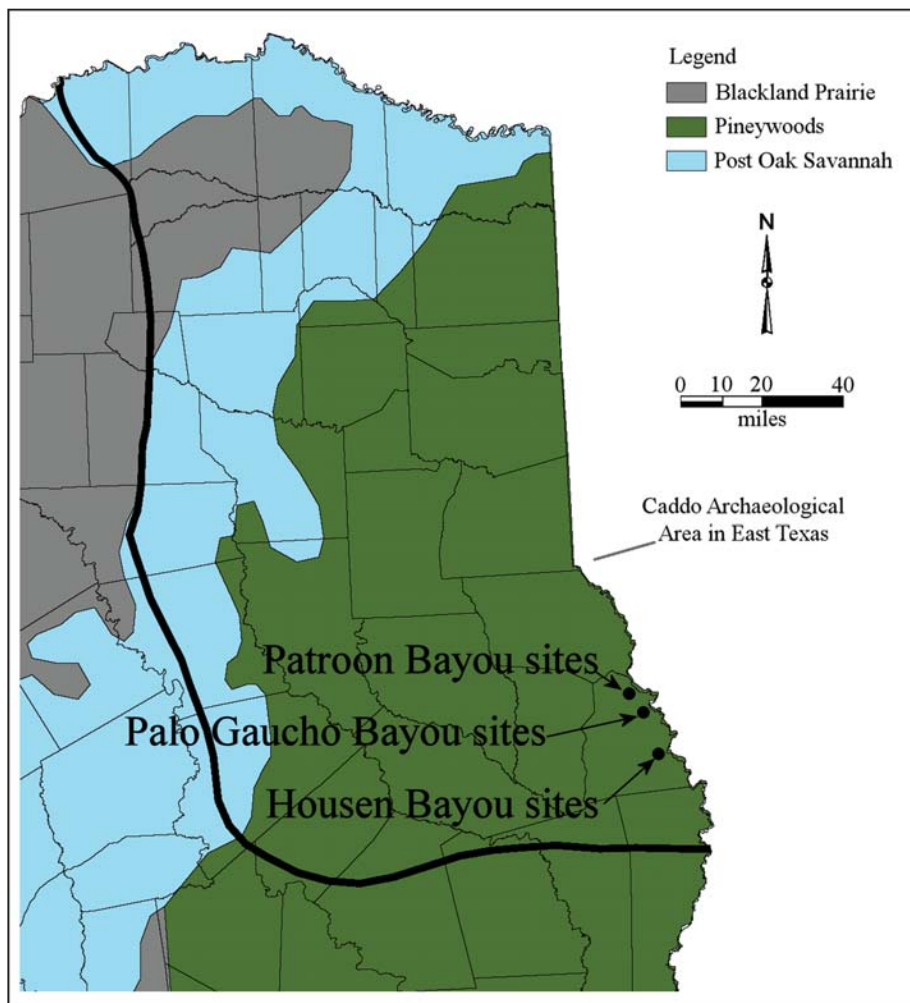 Legend
Blackland Prairie
Pineywoods
Post Oak Savannah
N
0 10 20 40
miles
Caddo Archaeological
Area in East Texas
Patroon Bayou sites
Palo Gaucho Bayou sites
Housen Bayou sites